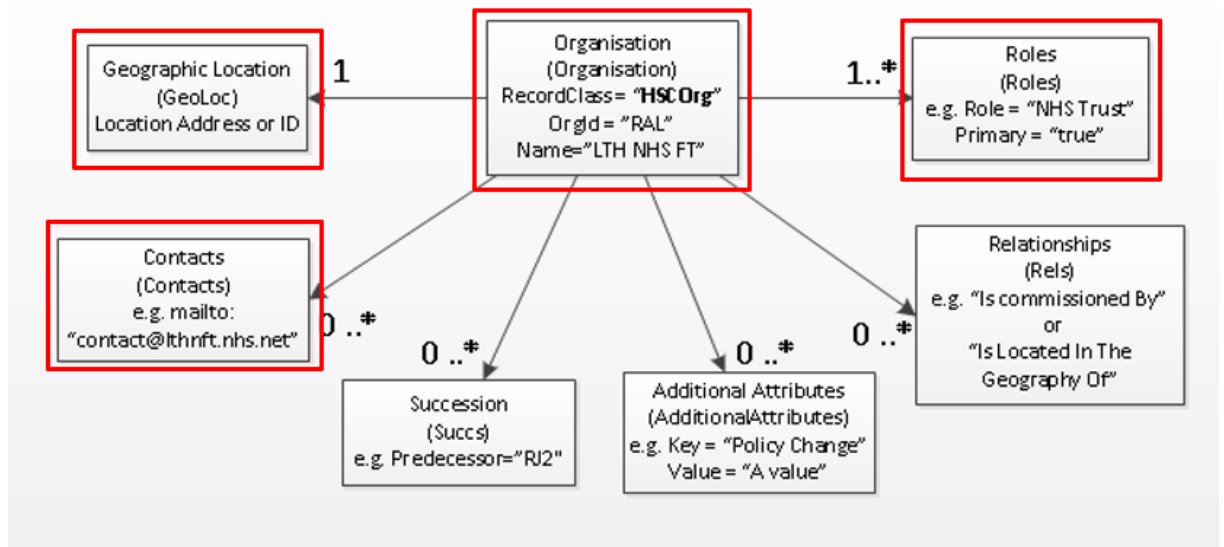 Geographic Location
(GeoLoc)
Location Address or ID
1
Organisation
(Organisation)
RecordClass= “HSCOrg”
OrgId = ”RAL”
Name=”LTH NHS FT”
1..*
Roles
(Roles)
e.g. Role = “NHS Trust”
Primary = “true”
Contacts
(Contacts)
e.g. mailto:
“contact@lthnft.nhs.net”
0 ..*
0 ..*
Succession
(Succs)
e.g. Predecessor=”RJ2"
0 ..*
Additional Attributes
(AdditionalAttributes)
e.g. Key = “Policy Change”
Value = “A value”
0 ..*
Relationships
(Rels)
e.g. “Is commissioned By”
or
“Is Located In The
Geography Of”